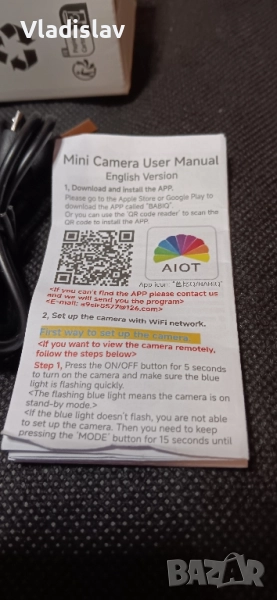 Vladislav
Mini Camera User Manual
English Version
1, Download and Install the APP.
Please go to the Apple Store or Google Play to
download the APP called "BABIQ".
Or you can use the 'QR code reader' to scan the
QR code to install the APP.
AIOT
App Icon:
<If you can't find the APP please contact us
and we will send you the program>
<E-mail:
2, Set up the camera with WiFi network.
First way to set up the camera:
<If you want to view the camera remotely,
follow the steps below>
Step 1, Press the ON/OFF button for 5 seconds
to turn on the camera and make sure the blue
light is flashing quickly.
<The flashing blue light means the camera is on
stand-by mode.>
<If the blue light doesn't flash, you are not able
to set up the camera. Then you need to keep
pressing the 'MODE' button for 15 seconds until
BAZAR
bg